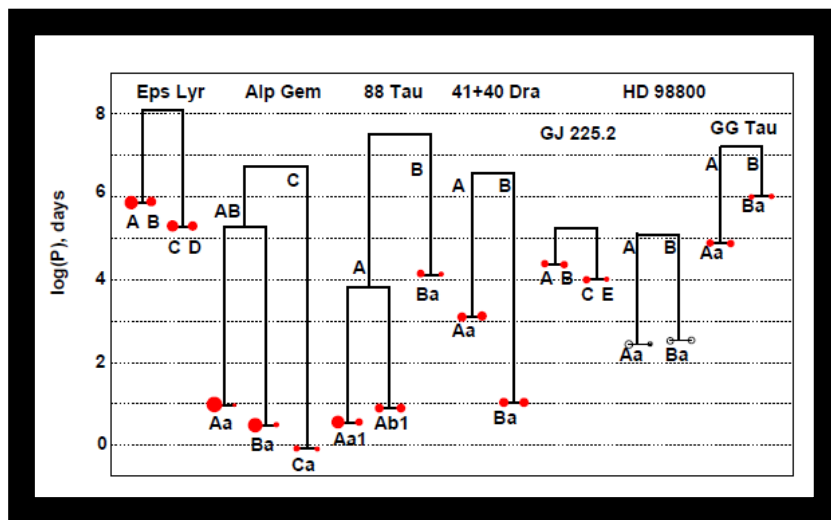 Eps Lyr Alp Gem 88 Tau 41+40 Dra HD 98800
8
GJ 225.2 GG Tau
A B
B
C
A B
6
AB
A B C D
Ba
A B
Aa
A
4
A B
C E
Ba
Aa
2
Aa Ba
Aa
Ba
Aa1
Ab1
Ba
0
Ca
log(P), days